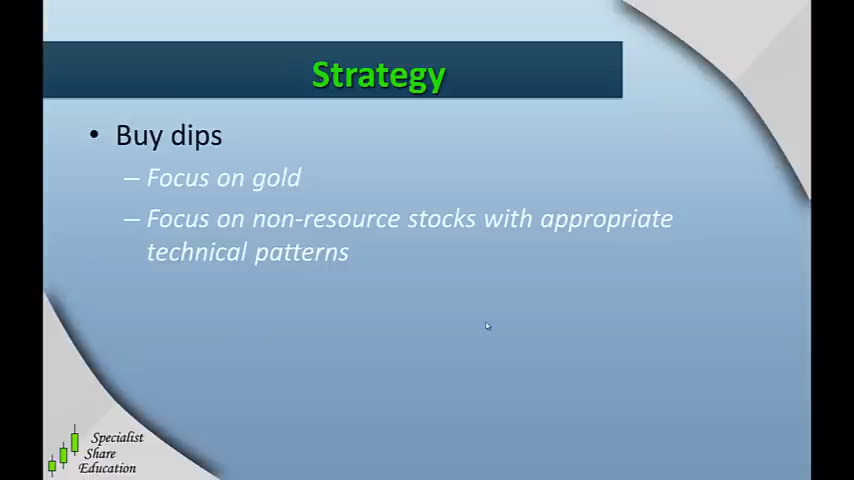 Strategy
• Buy dips
– Focus on gold
– Focus on non-resource stocks with appropriate
technical patterns
Specialist
Share
Education